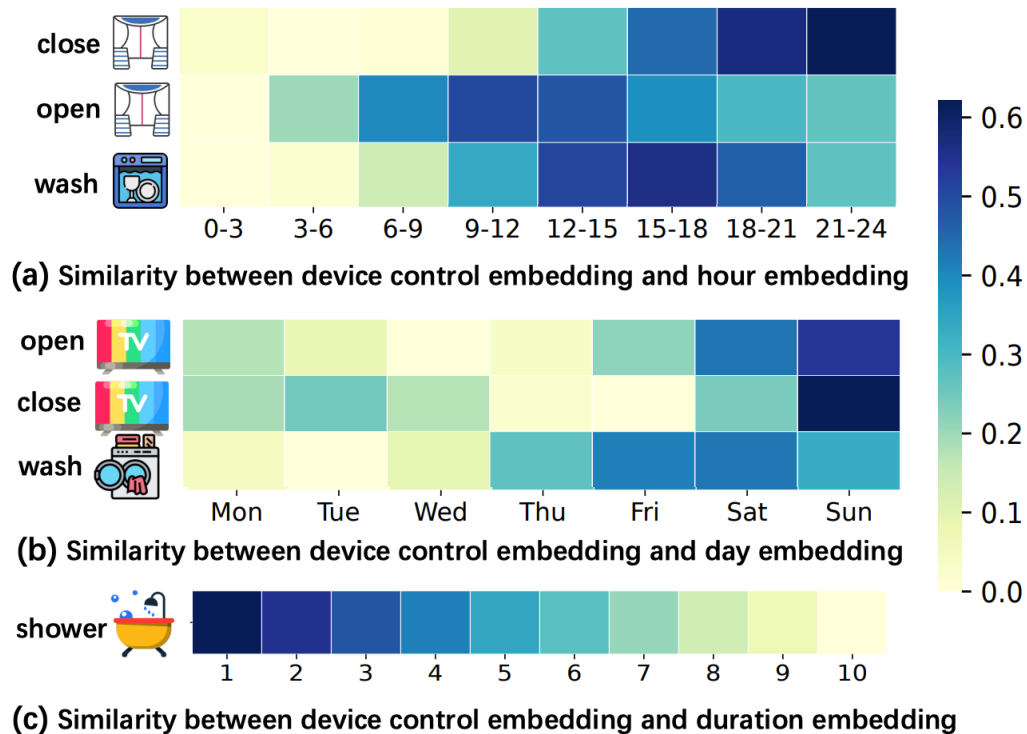 close
open
wash
0-3 3-6 6-9 9-12 12-15 15-18 18-21 21-24
(a) Similarity between device control embedding and hour embedding
0.6
0.5
0.4
0.3
0.2
0.1
0.0
open TV
close TV
wash
Mon Tue Wed Thu Fri Sat Sun
(b) Similarity between device control embedding and day embedding
shower
1 2 3 4 5 6 7 8 9 10
(c) Similarity between device control embedding and duration embedding